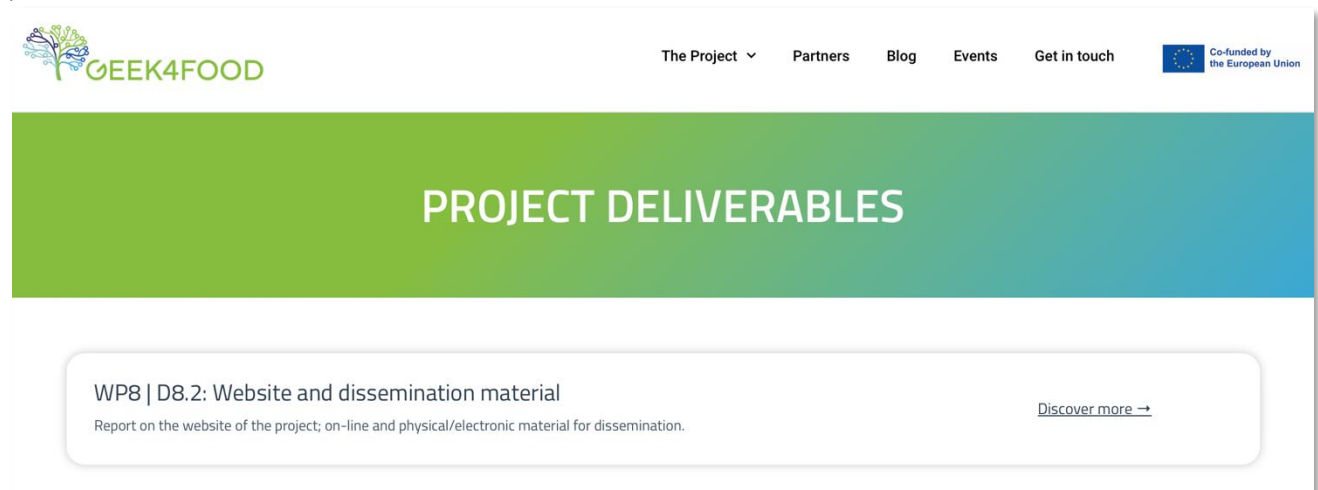 GEEK4FOOD
The Project Partners Blog Events Get in touch
Co-funded by
the European Union
PROJECT DELIVERABLES
WP8 | D8.2: Website and dissemination material
Report on the website of the project; on-line and physical/electronic material for dissemination.
Discover more →